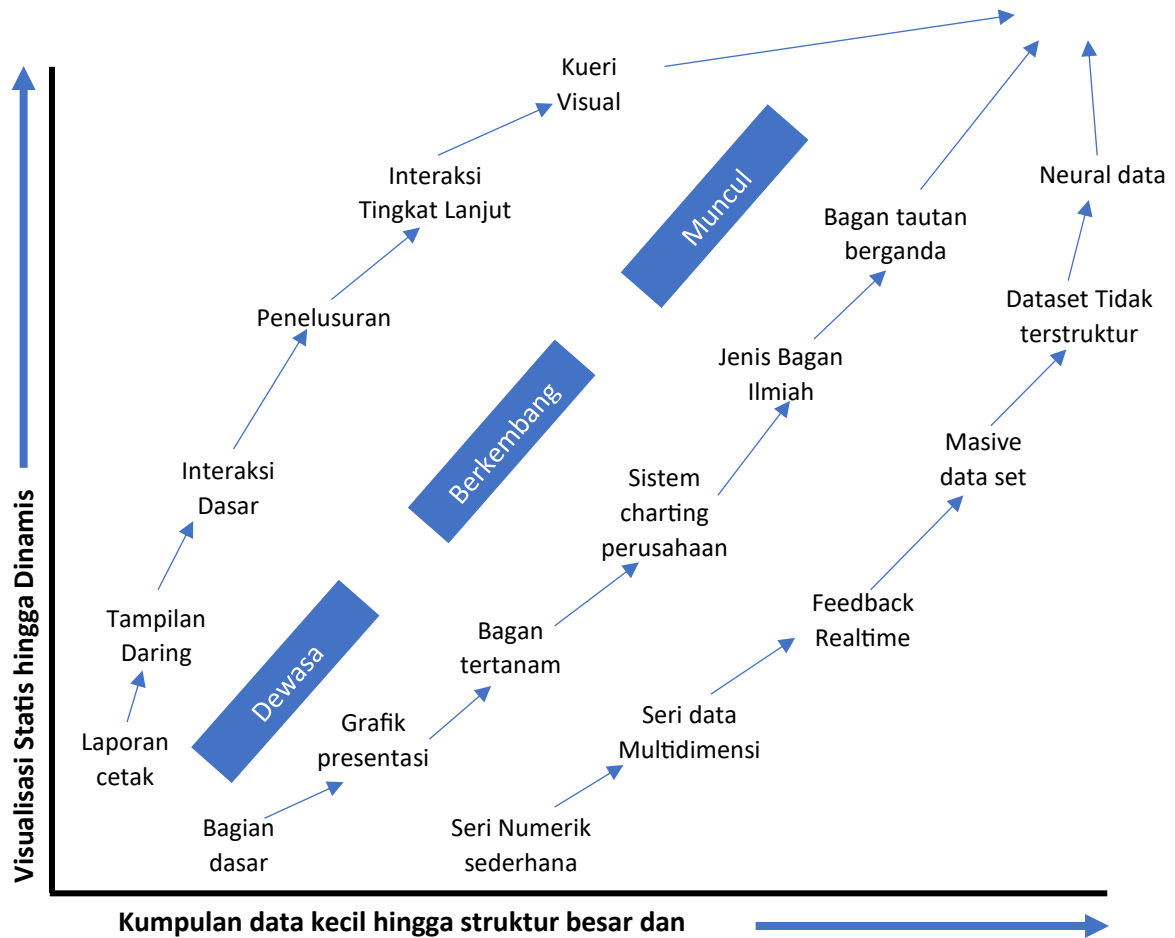 Kueri
Visual
Interaksi
Tingkat Lanjut
Penelusuran
Interaksi
Dasar
Tampilan
Daring
Laporan
cetak
Muncul
Berkembang
Dewasa
Bagan tautan
berganda
Jenis Bagan
Ilmiah
Sistem
charting
perusahaan
Bagan
tertanam
Grafik
presentasi
Bagian
dasar
Neural data
Dataset Tidak
terstruktur
Masive
data set
Feedback
Realtime
Seri data
Multidimensi
Seri Numerik
sederhana
Visualisasi Statis hingga Dinamis
Kumpulan data kecil hingga struktur besar dan